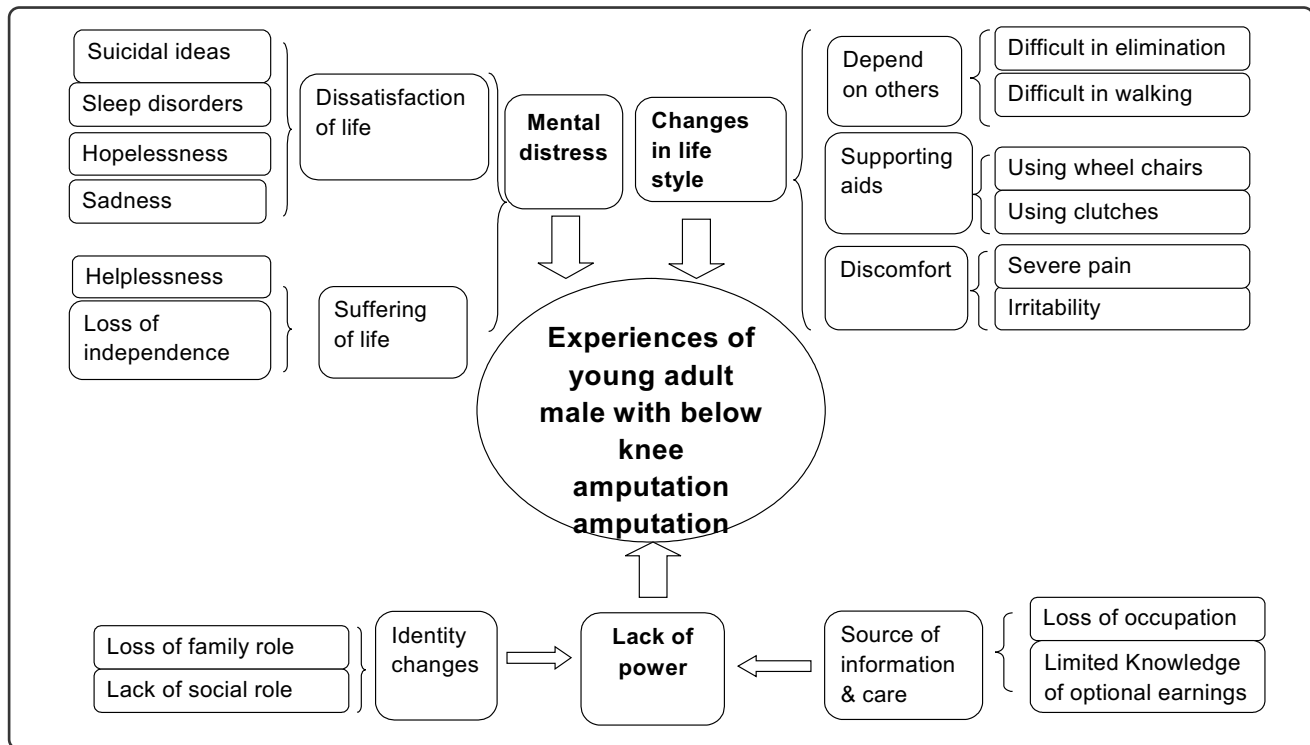 Suicidal ideas
Sleep disorders
Hopelessness
Sadness
Dissatisfaction
of life
Helplessness
Loss of
independence
Suffering
of life
Mental
distress
Changes
in life
style
Depend
on others
Difficult in elimination
Difficult in walking
Supporting
aids
Using wheel chairs
Using clutches
Discomfort
Severe pain
Irritability
Experiences of
young adult
male with below
knee
amputation
amputation
Loss of family role
Lack of social role
Identity
changes
Lack of
power
Source of
information
& care
Loss of occupation
Limited Knowledge
of optional earnings